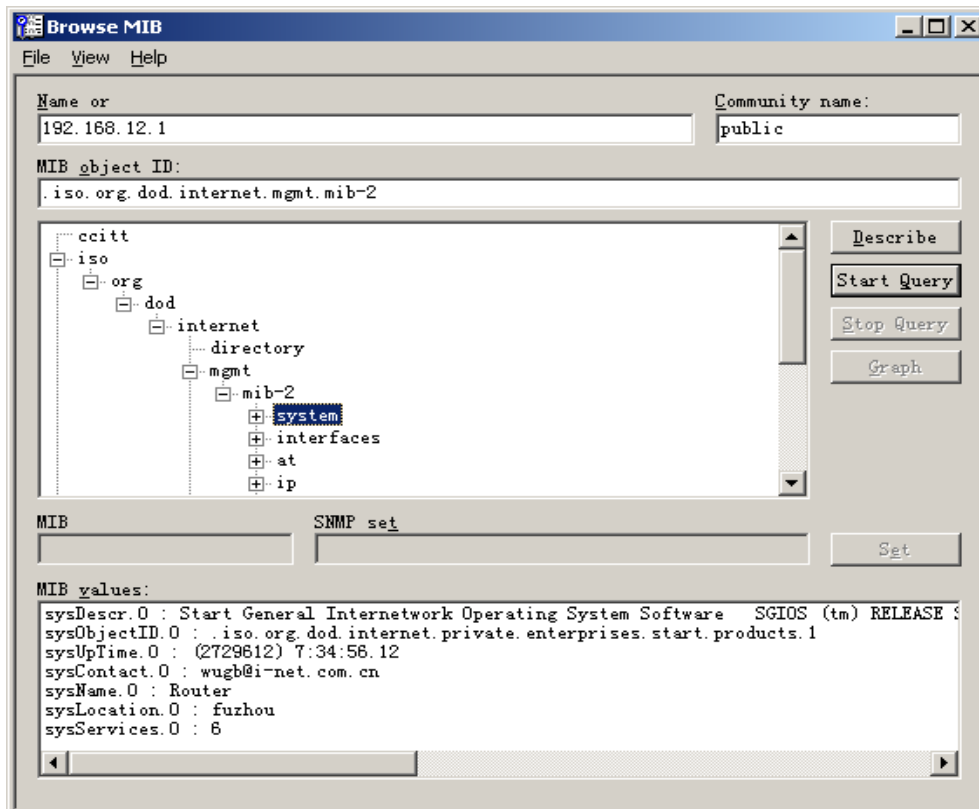 Browse MIB
File View Help
Name or
Community name:
192.168.12.1
public
MIB object ID:
.iso.org.dod.internet.mgmt.mib-2
ccitt
iso
org
dod
internet
directory
mgmt
mib-2
system
interfaces
at
ip
Describe
Start Query
Stop Query
Graph
MIB
SNMP set
Set
MIB values:
sysDescr.0 : Start General Internetwork Operating System Software SGIOS (tm) RELEASE
sysObjectID.0 : .iso.org.dod.internet.private.enterprises.start.products.1
sysUpTime.0 : (2729612) 7:34:56.12
sysContact.0 : wugb@i-net.com.cn
sysName.0 : Router
sysLocation.0 : fuzhou
sysServices.0 : 6